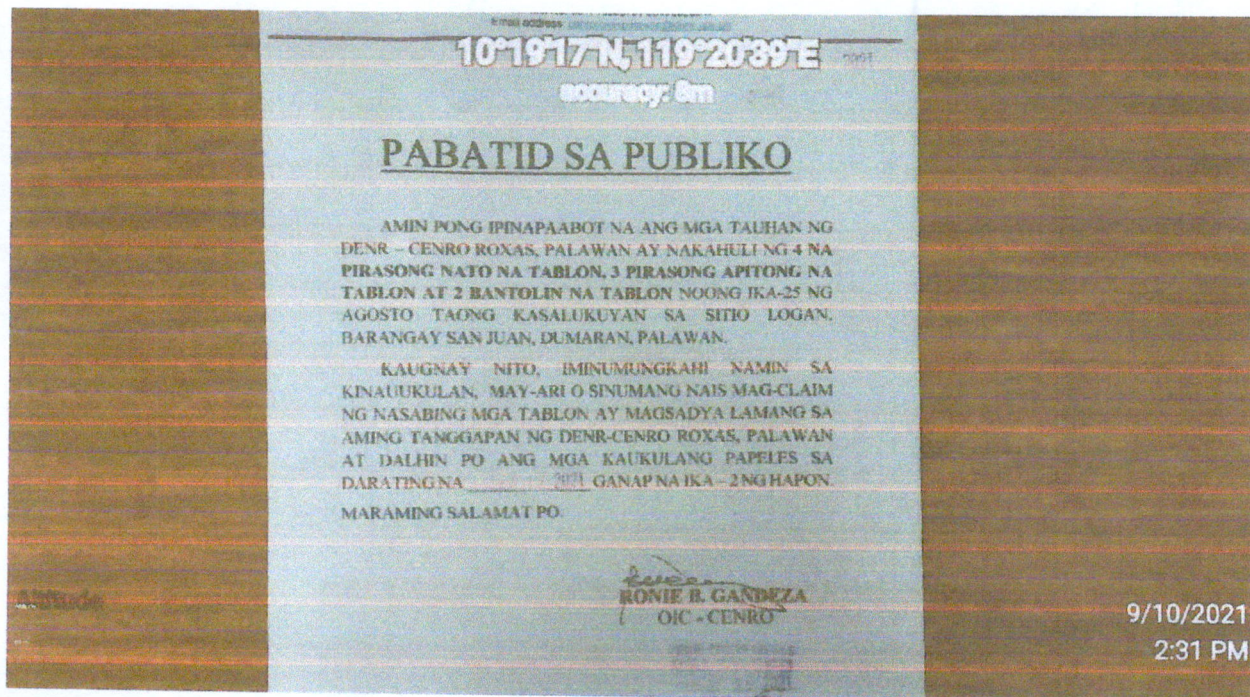 Email address
10°19'17"N, 119°20'39"E
accuracy: 8m
PABATID SA PUBLIKO
AMIN PONG IPINAPAABOT NA ANG MGA TAUHAN NG
DENR – CENRO ROXAS, PALAWAN AY NAKAHULI NG 4 NA
PIRASONG NATO NA TABLON, 3 PIRASONG APITONG NA
TABLON AT 2 BANTOLIN NA TABLON NOONG IKA-25 NG
AGOSTO TAONG KASALUKUYAN SA SITIO LOGAN,
BARANGAY SAN JUAN, DUMARAN, PALAWAN.
KAUGNAY NITO, IMINUMUNGKAHI NAMIN SA
KINAUUKULAN, MAY-ARI O SINUMANG NAIS MAG-CLAIM
NG NASABING MGA TABLON AY MAGSADYA LAMANG SA
AMING TANGGAPAN NG DENR-CENRO ROXAS, PALAWAN
AT DALHIN PO ANG MGA KAUKULANG PAPELES SA
DARATING NA __________ 2021 GANAP NA IKA – 2 NG HAPON.
MARAMING SALAMAT PO.
RONIE B. GANDEZA
OIC - CENRO
Altitude
9/10/2021
2:31 PM